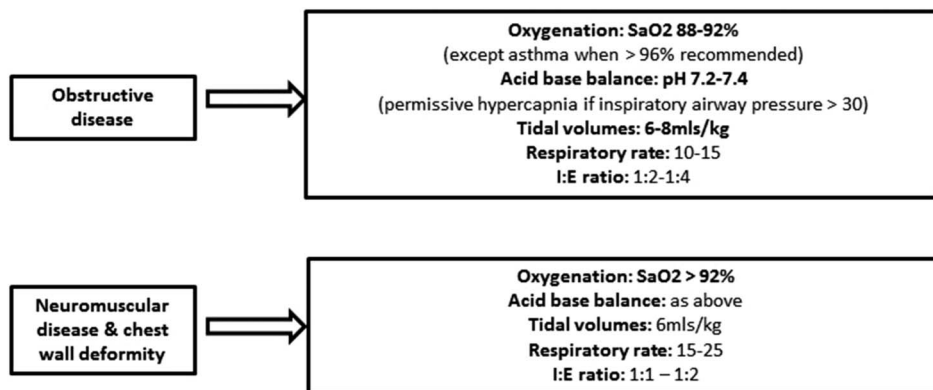 Obstructive
disease
Oxygenation: SaO2 88-92%
(except asthma when > 96% recommended)
Acid base balance: pH 7.2-7.4
(permissive hypercapnia if inspiratory airway pressure > 30)
Tidal volumes: 6-8mls/kg
Respiratory rate: 10-15
I:E ratio: 1:2-1:4
Neuromuscular
disease & chest
wall deformity
Oxygenation: SaO2 > 92%
Acid base balance: as above
Tidal volumes: 6mls/kg
Respiratory rate: 15-25
I:E ratio: 1:1 – 1:2